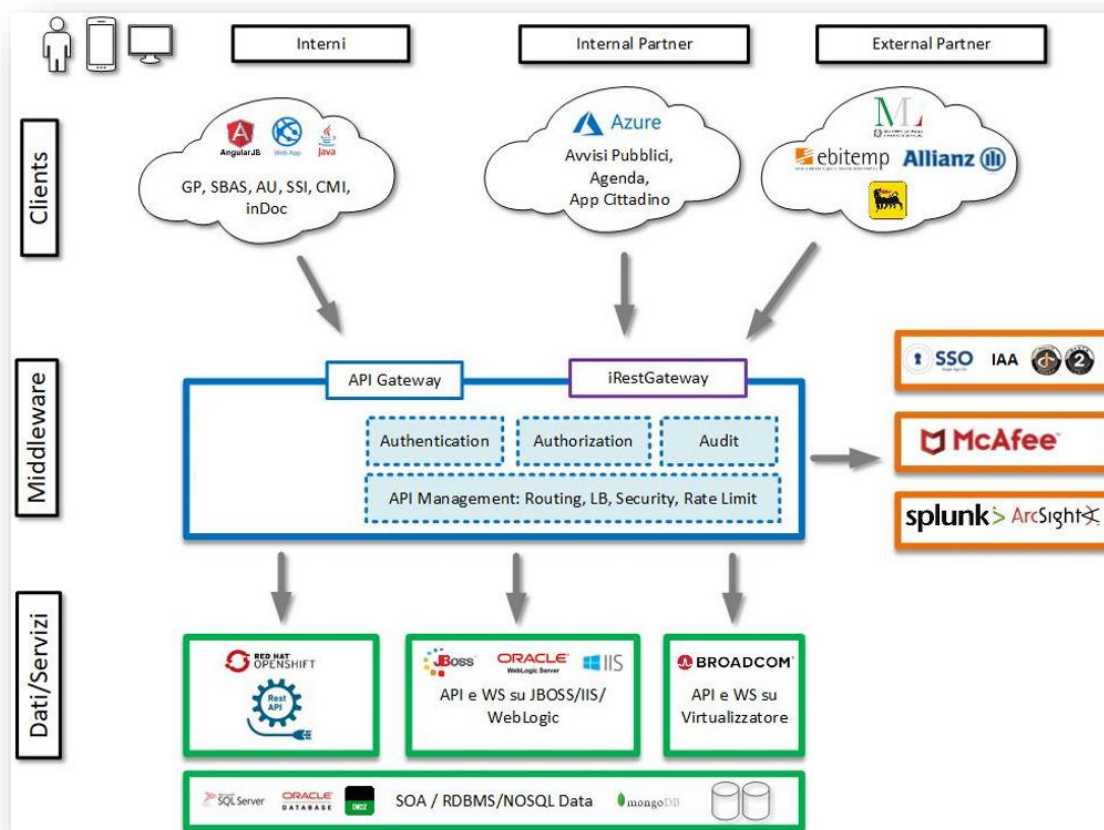 Interni
Internal Partner
External Partner
Clients
ANGULARJS
Web App
Java
GP, SBAS, AU, SSI, CMI,
inDoc
Azure
Avvisi Pubblici,
Agenda,
App Cittadino
ML
ebitemp
Allianz
Middleware
API Gateway
iRestGateway
Authentication
Authorization
Audit
API Management: Routing, LB, Security, Rate Limit
SSO
IAA
2
McAfee
splunk>
ArcSight
Dati/Servizi
RED HAT
OPENSHIFT
Rest
API
JBoss
ORACLE
WebLogic Server
IIS
API e WS su JBOSS/IIS/
WebLogic
BROADCOM
API e WS su
Virtualizzatore
SQL Server
ORACLE
DATABASE
DB2
SOA / RDBMS/NOSQL Data
mongoDB